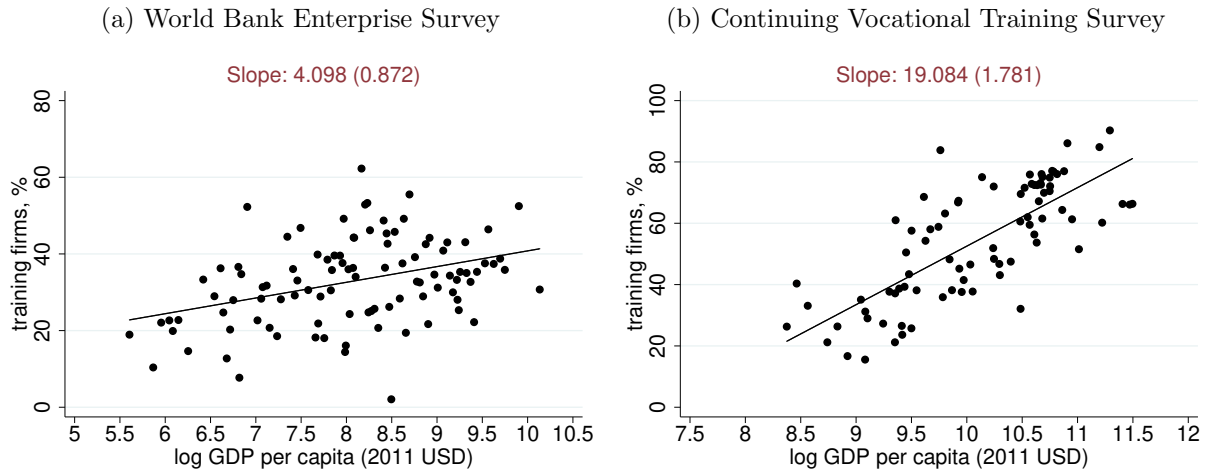 (a) World Bank Enterprise Survey
Slope: 4.098 (0.872)
training firms, %
80
60
40
20
0
5 5.5 6 6.5 7 7.5 8 8.5 9 9.5 10 10.5
log GDP per capita (2011 USD)
(b) Continuing Vocational Training Survey
Slope: 19.084 (1.781)
training firms, %
100
80
60
40
20
0
7.5 8 8.5 9 9.5 10 10.5 11 11.5 12
log GDP per capita (2011 USD)